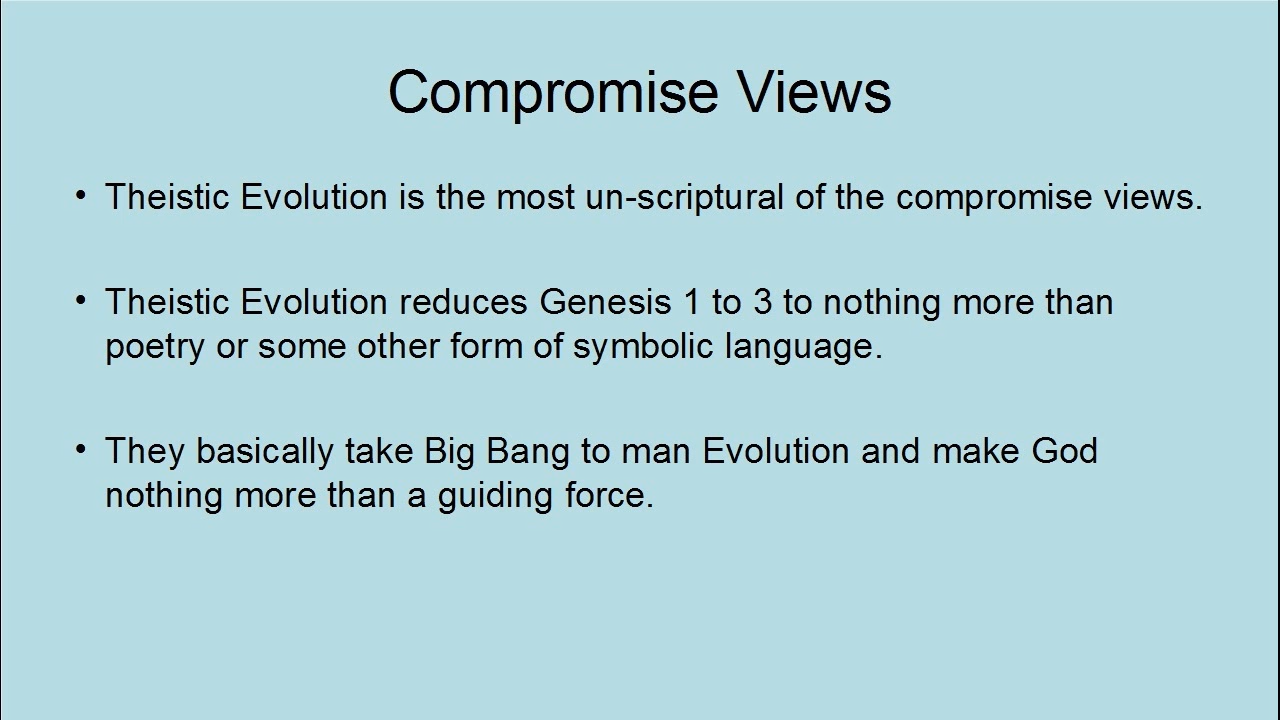 Compromise Views
• Theistic Evolution is the most un-scriptural of the compromise views.
• Theistic Evolution reduces Genesis 1 to 3 to nothing more than
poetry or some other form of symbolic language.
• They basically take Big Bang to man Evolution and make God
nothing more than a guiding force.